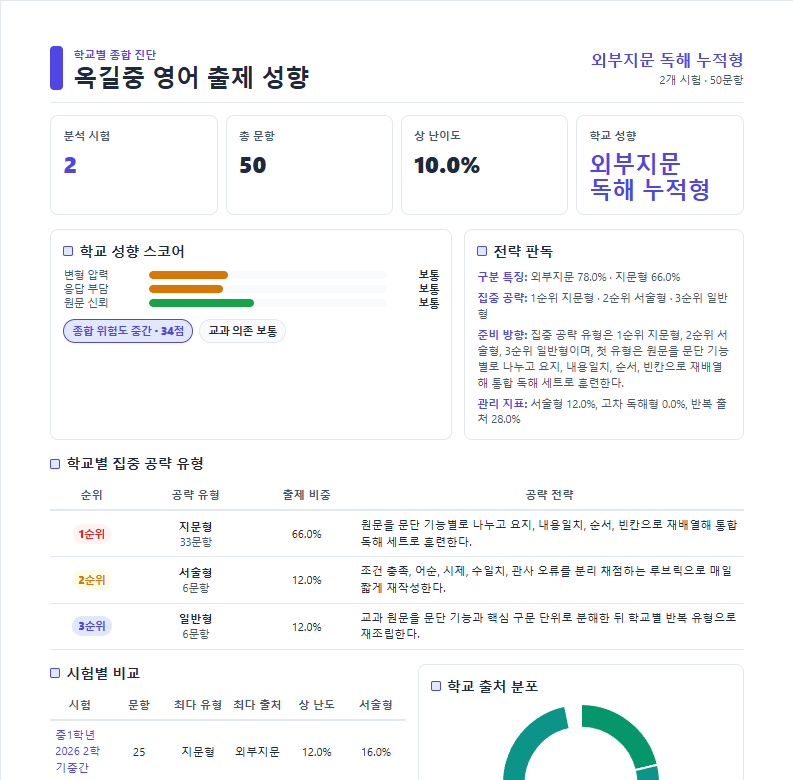 학교별 종합 진단
옥길중 영어 출제 성향
외부지문 독해 누적형
2개 시험 · 50문항
분석 시험
2
총 문항
50
상 난이도
10.0%
학교 성향
외부지문
독해 누적형
학교 성향 스코어
변형 압력
보통
응답 부담
보통
원문 신뢰
보통
종합 위험도 중간 · 34점
교과 의존 보통
전략 판독
구분 특징: 외부지문 78.0% · 지문형 66.0%
집중 공략: 1순위 지문형 · 2순위 서술형 · 3순위 일반
형
준비 방향: 집중 공략 유형은 1순위 지문형, 2순위 서
술형, 3순위 일반형이며, 첫 유형은 원문을 문단 기능
별로 나누고 요지, 내용일치, 순서, 빈칸으로 재배열
해 통합 독해 세트로 훈련한다.
관리 지표: 서술형 12.0%, 고차 독해형 0.0%, 반복 출
처 28.0%
학교별 집중 공략 유형
순위 공략 유형 출제 비중 공략 전략
1순위
지문형
33문항
66.0%
원문을 문단 기능별로 나누고 요지, 내용일치, 순서, 빈칸으로 재배열해 통합
독해 세트로 훈련한다.
2순위
서술형
6문항
12.0%
조건 충족, 어순, 시제, 수일치, 관사 오류를 분리 채점하는 루브릭으로 매일
짧게 재작성한다.
3순위
일반형
6문항
12.0%
교과 원문을 문단 기능과 핵심 구문 단위로 분해한 뒤 학교별 반복 유형으로
재조립한다.
시험별 비교
시험 문항 최다 유형 최다 출처 상 난도 서술형
중1학년
2026 2학
기중간
25 지문형 외부지문 12.0% 16.0%
학교 출처 분포